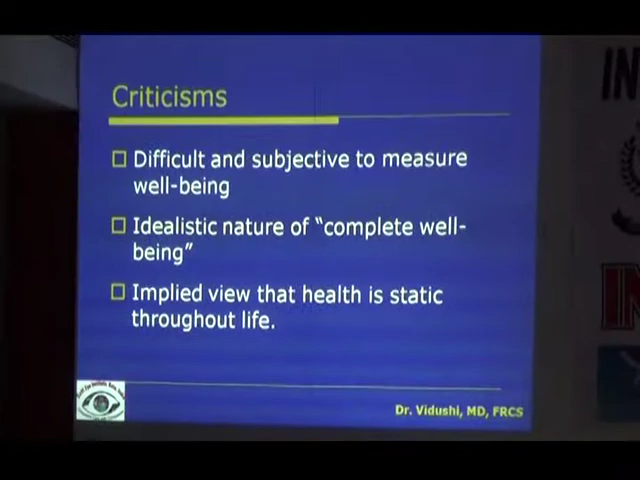 Criticisms
Difficult and subjective to measure
well-being
Idealistic nature of “complete well-
being”
Implied view that health is static
throughout life.
Dr. Vidushi, MD, FRCS